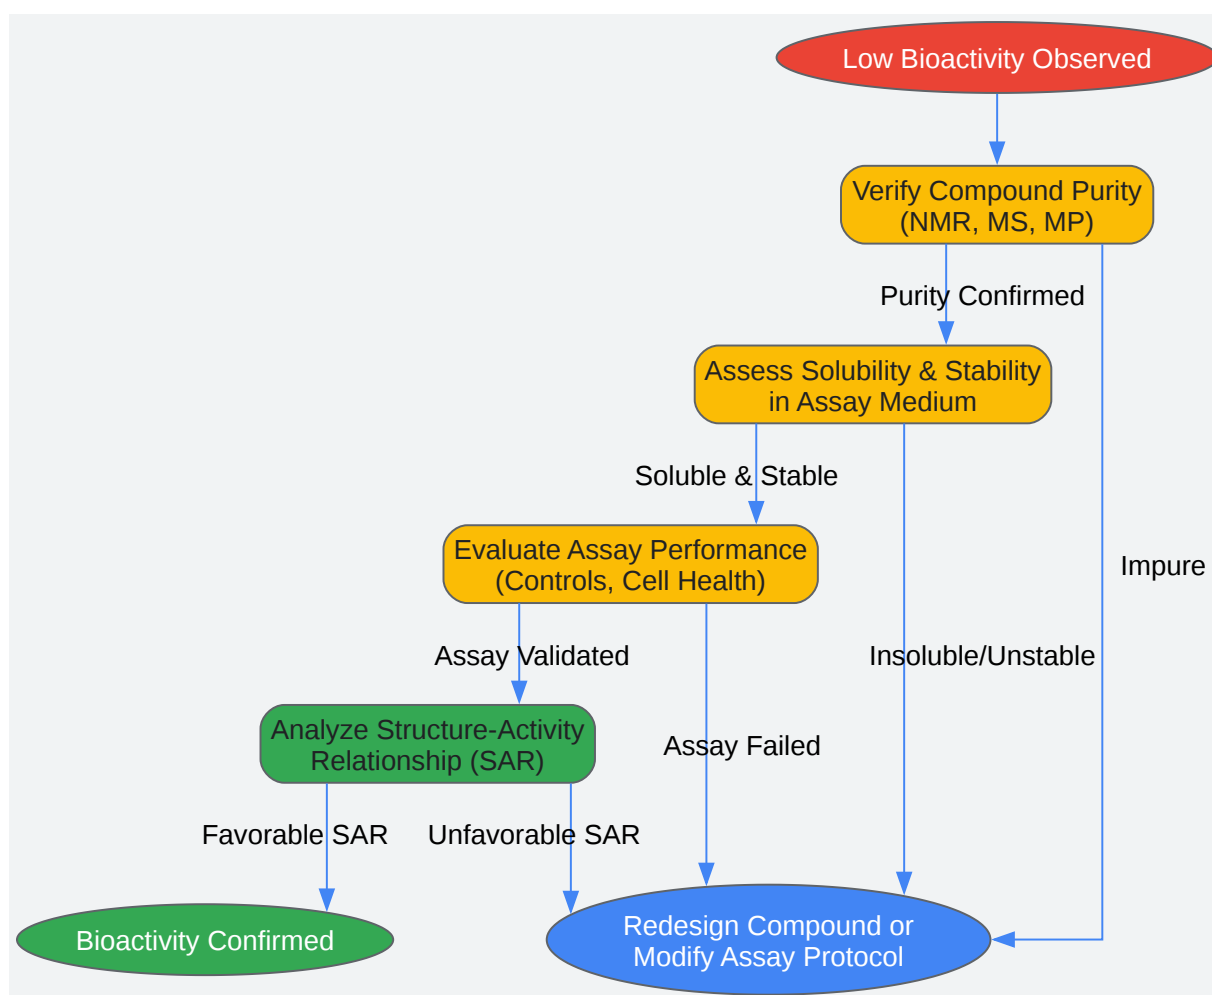 Low Bioactivity Observed
Verify Compound Purity
(NMR, MS, MP)
Purity Confirmed
Assess Solubility & Stability
in Assay Medium
Soluble & Stable
Evaluate Assay Performance
(Controls, Cell Health)
Impure
Assay Validated
Insoluble/Unstable
Analyze Structure-Activity
Relationship (SAR)
Assay Failed
Favorable SAR
Unfavorable SAR
Bioactivity Confirmed
Redesign Compound or
Modify Assay Protocol